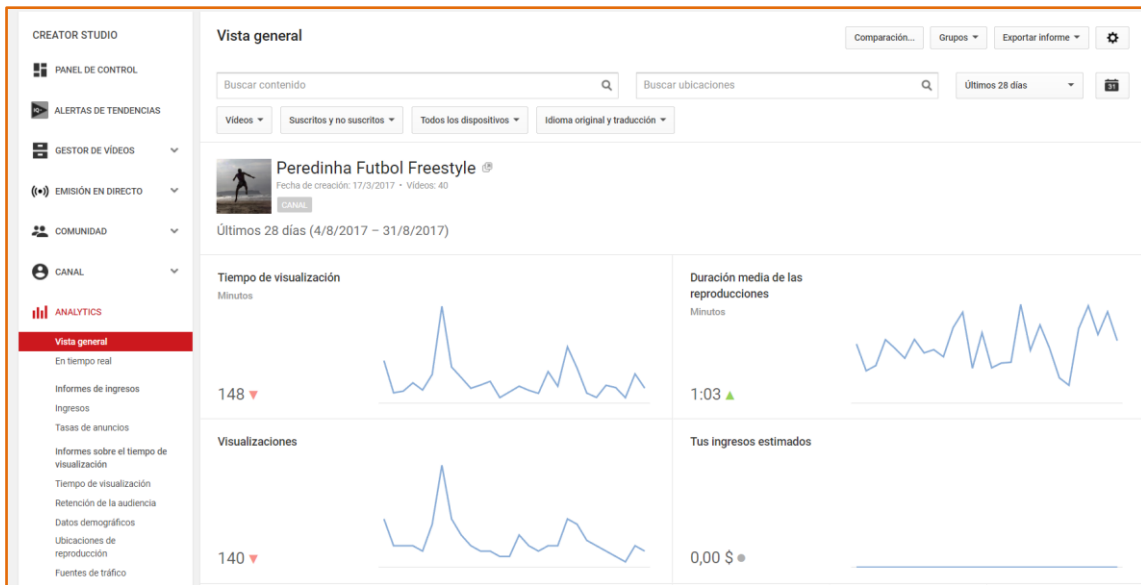 CREATOR STUDIO
PANEL DE CONTROL
ALERTAS DE TENDENCIAS
GESTOR DE VÍDEOS
EMISIÓN EN DIRECTO
COMUNIDAD
CANAL
ANALYTICS
Vista general
En tiempo real
Informes de ingresos
Ingresos
Tasas de anuncios
Informes sobre el tiempo de
visualización
Tiempo de visualización
Retención de la audiencia
Datos demográficos
Ubicaciones de
reproducción
Fuentes de tráfico
Vista general
Comparación...
Grupos
Exportar informe
Buscar contenido
Buscar ubicaciones
Últimos 28 días
31
Vídeos
Suscritos y no suscritos
Todos los dispositivos
Idioma original y traducción
Peredinha Futbol Freestyle
Fecha de creación: 17/3/2017 • Vídeos: 40
CANAL
Últimos 28 días (4/8/2017 – 31/8/2017)
Tiempo de visualización
Minutos
148
Duración media de las
reproducciones
Minutos
1:03
Visualizaciones
140
Tus ingresos estimados
0,00 $